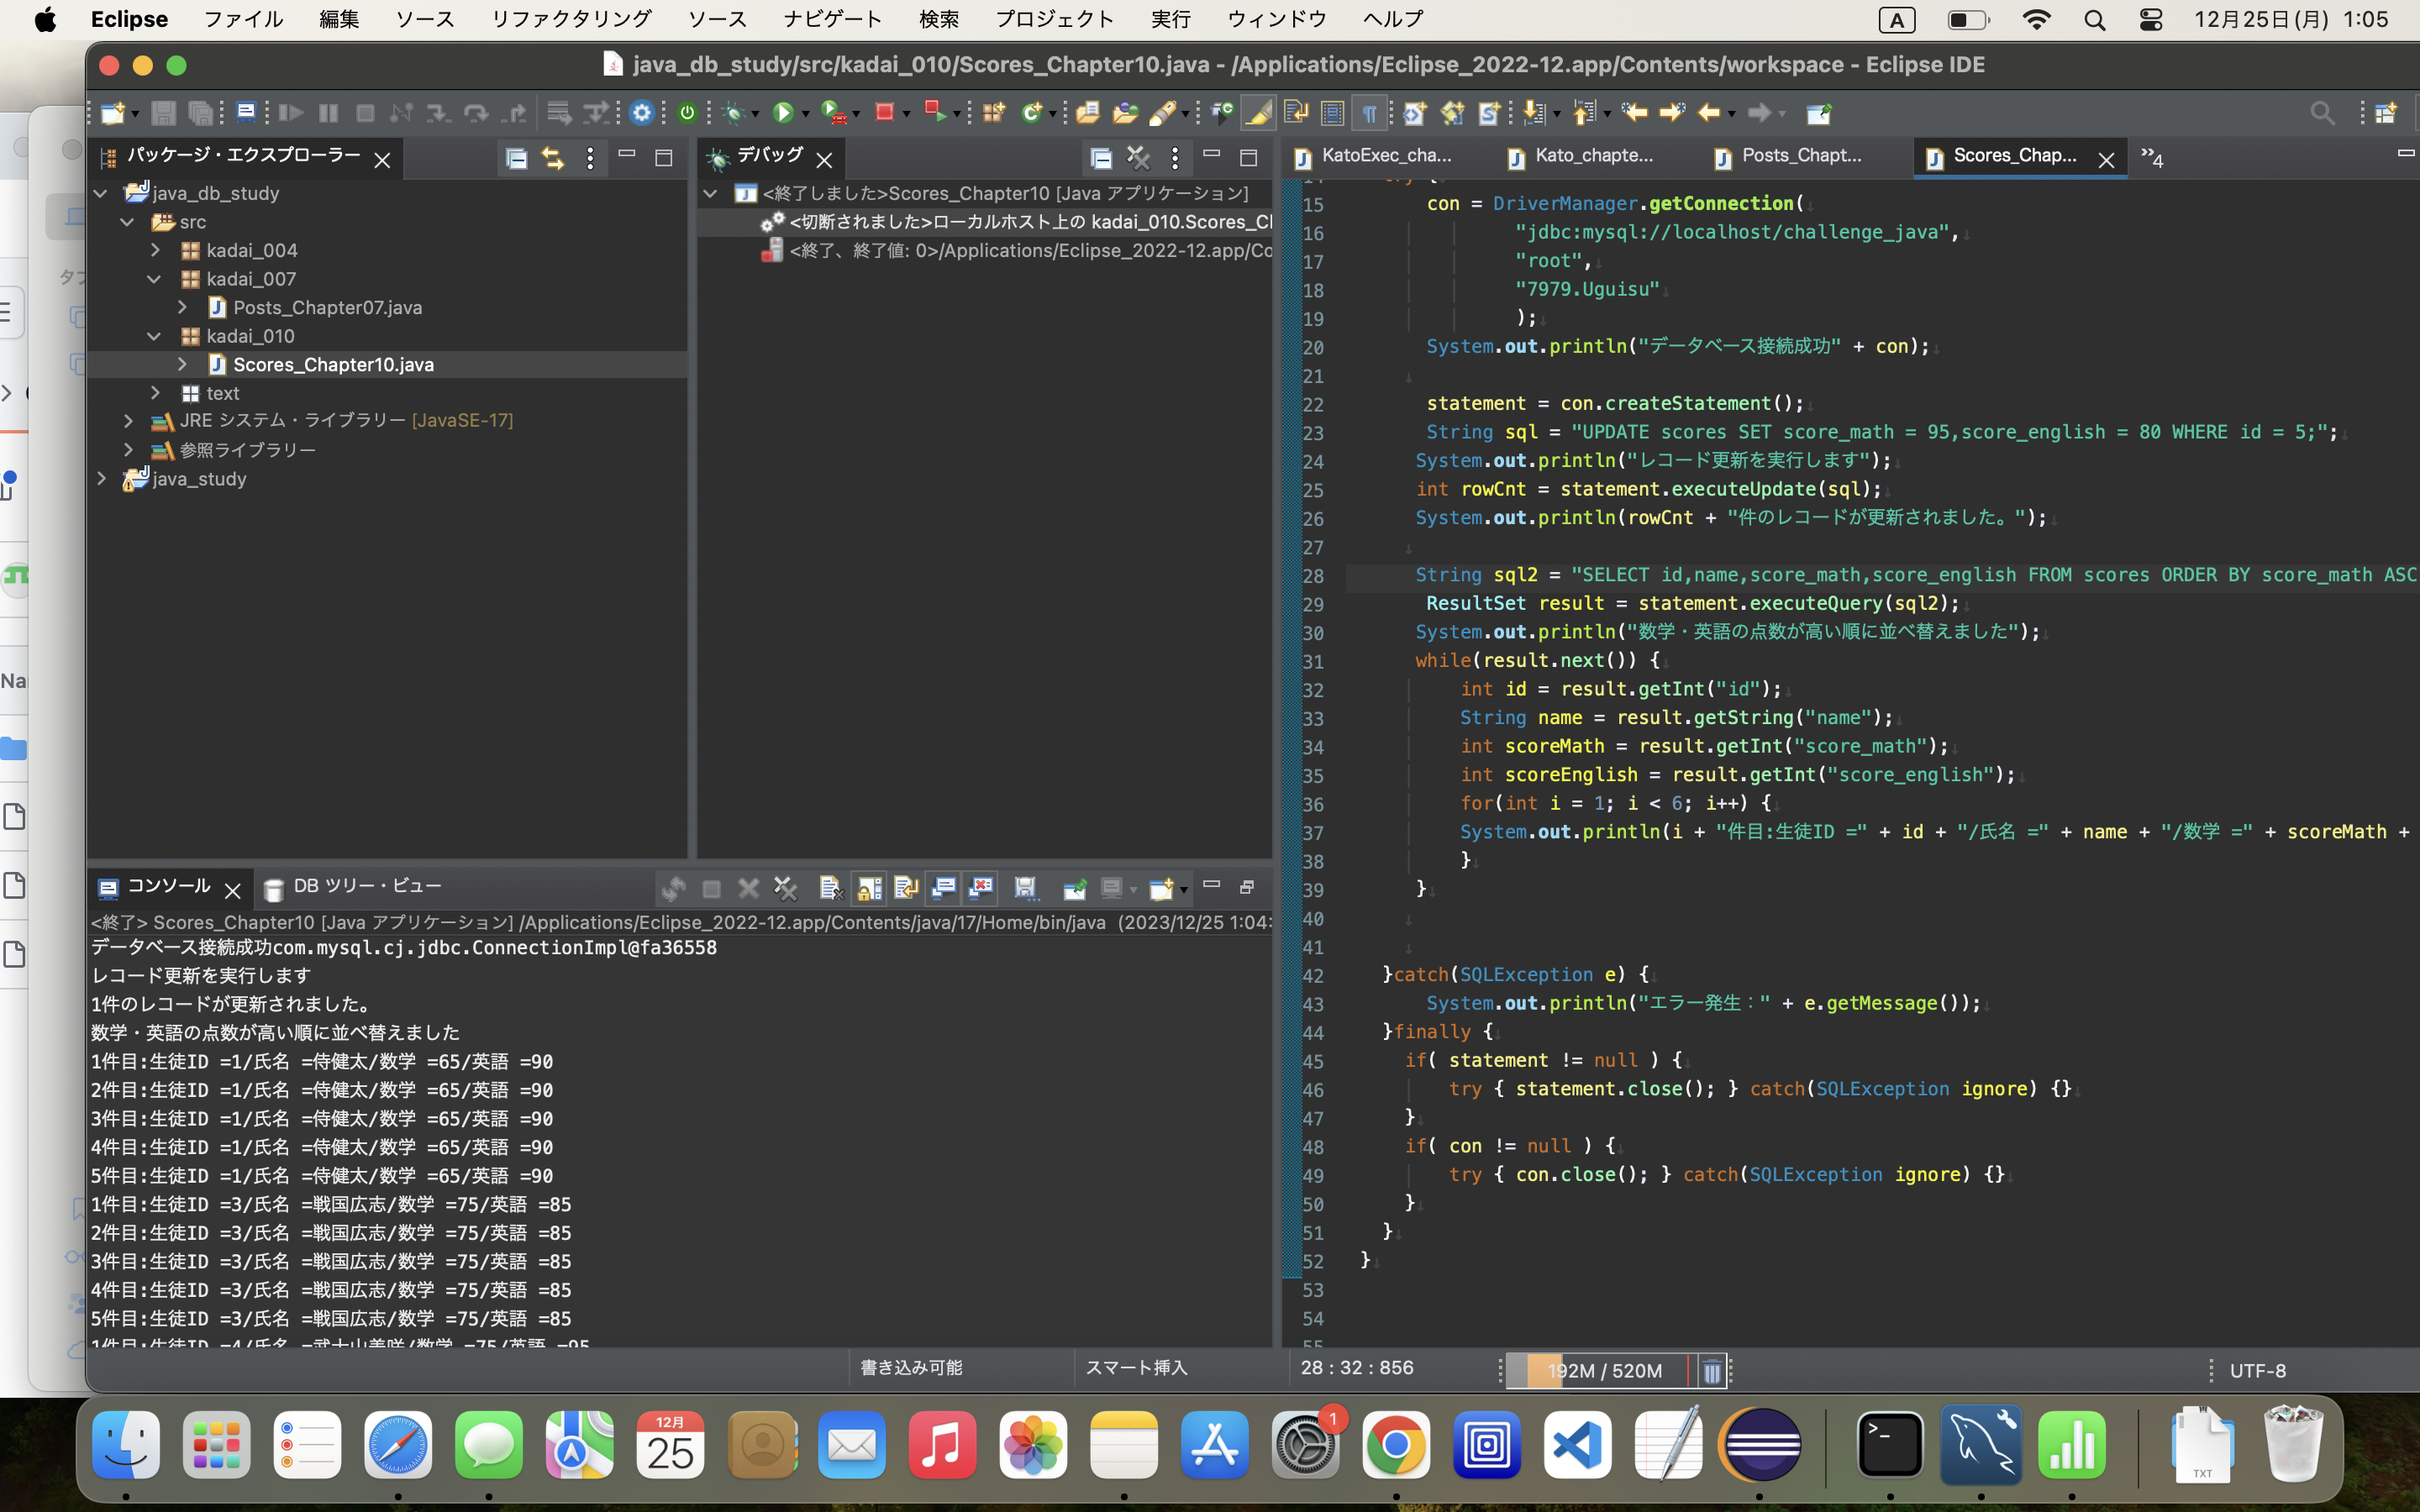 Eclipse ファイル 編集 ソース リファクタリング ソース ナビゲート 検索 プロジェクト 実行 ウィンドウ ヘルプ A 12月25日(月) 1:05
java_db_study/src/kadai_010/Scores_Chapter10.java - /Applications/Eclipse_2022-12.app/Contents/workspace - Eclipse IDE
パッケージ・エクスプローラー
java_db_study
src
kadai_004
kadai_007
Posts_Chapter07.java
kadai_010
Scores_Chapter10.java
text
JRE システム・ライブラリー [JavaSE-17]
参照ライブラリー
java_study
デバッグ
<終了しました>Scores_Chapter10 [Java アプリケーション]
<切断されました>ローカルホスト上の kadai_010.Scores_Cl
<終了、終了値: 0>/Applications/Eclipse_2022-12.app/Co
KatoExec_cha... Kato_chapte... Posts_Chapt... Scores_Chap... »4
try {
15 con = DriverManager.getConnection(
16 "jdbc:mysql://localhost/challenge_java",
17 "root",
18 "7979.Uguisu"
19 );
20 System.out.println("データベース接続成功" + con);
21
22 statement = con.createStatement();
23 String sql = "UPDATE scores SET score_math = 95,score_english = 80 WHERE id = 5;";
24 System.out.println("レコード更新を実行します");
25 int rowCnt = statement.executeUpdate(sql);
26 System.out.println(rowCnt + "件のレコードが更新されました。");
27
28 String sql2 = "SELECT id,name,score_math,score_english FROM scores ORDER BY score_math ASC
29 ResultSet result = statement.executeQuery(sql2);
30 System.out.println("数学・英語の点数が高い順に並べ替えました");
31 while(result.next()) {
32 int id = result.getInt("id");
33 String name = result.getString("name");
34 int scoreMath = result.getInt("score_math");
35 int scoreEnglish = result.getInt("score_english");
36 for(int i = 1; i < 6; i++) {
37 System.out.println(i + "件目:生徒ID =" + id + "/氏名 =" + name + "/数学 =" + scoreMath +
38 }
39 }
40
41
42 }catch(SQLException e) {
43 System.out.println("エラー発生：" + e.getMessage());
44 }finally {
45 if( statement != null ) {
46 try { statement.close(); } catch(SQLException ignore) {}
47 }
48 if( con != null ) {
49 try { con.close(); } catch(SQLException ignore) {}
50 }
51 }
52 }
53
54
55
コンソール DB ツリー・ビュー
<終了> Scores_Chapter10 [Java アプリケーション] /Applications/Eclipse_2022-12.app/Contents/java/17/Home/bin/java (2023/12/25 1:04:
データベース接続成功com.mysql.cj.jdbc.ConnectionImpl@fa36558
レコード更新を実行します
1件のレコードが更新されました。
数学・英語の点数が高い順に並べ替えました
1件目:生徒ID =1/氏名 =侍健太/数学 =65/英語 =90
2件目:生徒ID =1/氏名 =侍健太/数学 =65/英語 =90
3件目:生徒ID =1/氏名 =侍健太/数学 =65/英語 =90
4件目:生徒ID =1/氏名 =侍健太/数学 =65/英語 =90
5件目:生徒ID =1/氏名 =侍健太/数学 =65/英語 =90
1件目:生徒ID =3/氏名 =戦国広志/数学 =75/英語 =85
2件目:生徒ID =3/氏名 =戦国広志/数学 =75/英語 =85
3件目:生徒ID =3/氏名 =戦国広志/数学 =75/英語 =85
4件目:生徒ID =3/氏名 =戦国広志/数学 =75/英語 =85
5件目:生徒ID =3/氏名 =戦国広志/数学 =75/英語 =85
1件目:生徒ID =4/氏名 =武士山美咲/数学 =75/英語 =95
書き込み可能 スマート挿入 28 : 32 : 856 192M / 520M UTF-8
タブ
Nai
12月
25
1
TXT